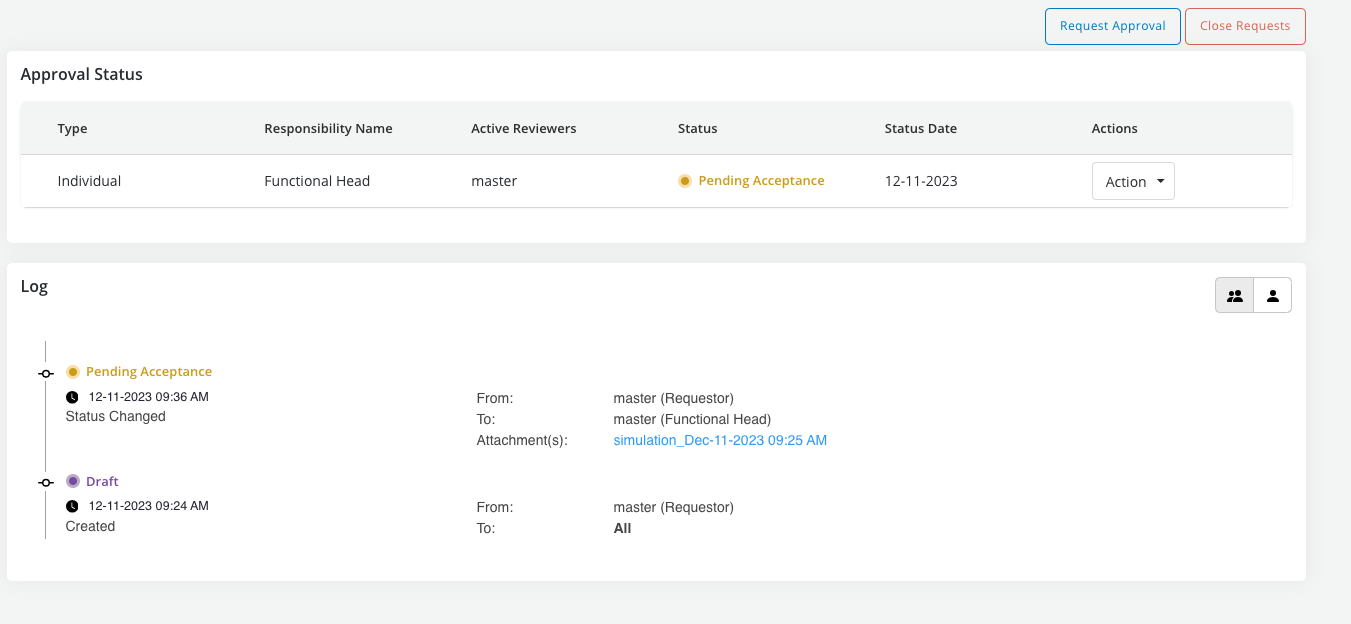 Request Approval Close Requests
Approval Status
Type Responsibility Name Active Reviewers Status Status Date Actions
Individual Functional Head master Pending Acceptance 12-11-2023 Action
Log
Pending Acceptance
12-11-2023 09:36 AM From: master (Requestor)
Status Changed To: master (Functional Head)
Attachment(s): simulation_Dec-11-2023 09:25 AM
Draft
12-11-2023 09:24 AM From: master (Requestor)
Created To: All